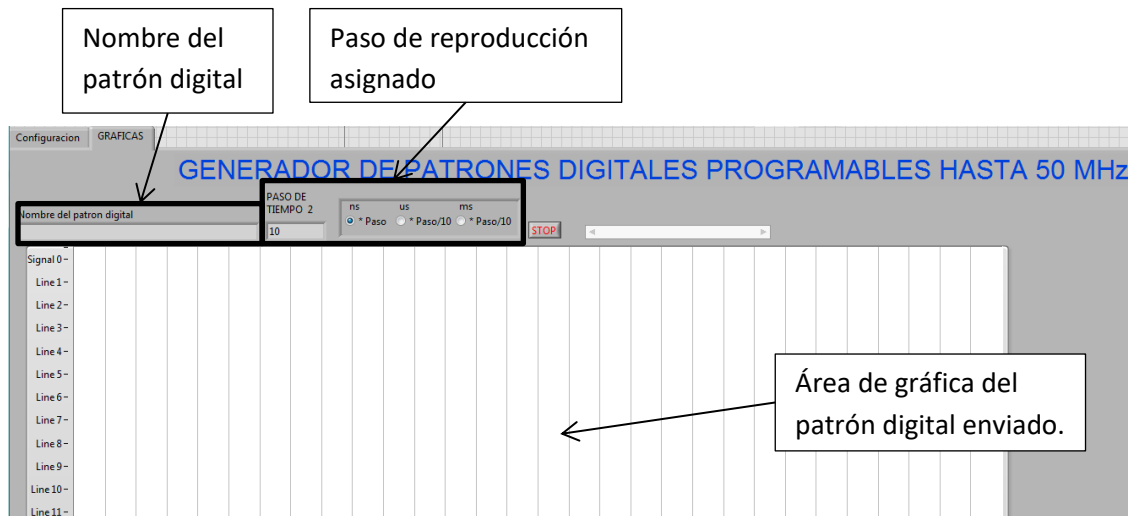 Nombre del
patrón digital
Paso de reproducción
asignado
Configuracion
GRAFICAS
GENERADOR DE PATRONES DIGITALES PROGRAMABLES HASTA 50 MHz
Nombre del patron digital
PASO DE
TIEMPO 2
10
ns us ms
* Paso * Paso/10 * Paso/10
STOP
Signal 0
Line 1
Line 2
Line 3
Line 4
Line 5
Line 6
Line 7
Line 8
Line 9
Line 10
Line 11
Área de gráfica del
patrón digital enviado.